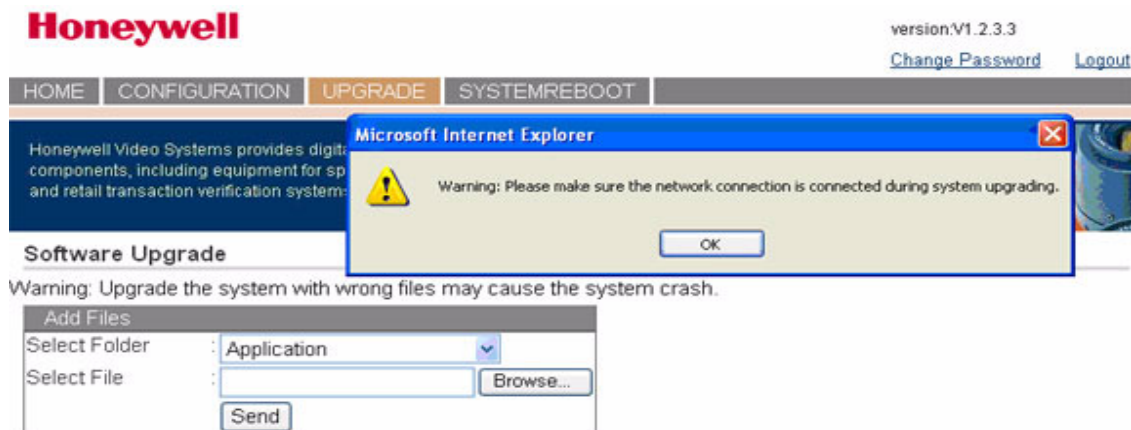 Honeywell
version:V1.2.3.3
Change Password Logout
HOME CONFIGURATION UPGRADE SYSTEMREBOOT
Microsoft Internet Explorer
Warning: Please make sure the network connection is connected during system upgrading.
OK
Honeywell Video Systems provides
components, including equipment for
and retail transaction verification
Software Upgrade
Warning: Upgrade the system with wrong files may cause the system crash.
Add Files
Select Folder : Application
Select File : Browse...
Send